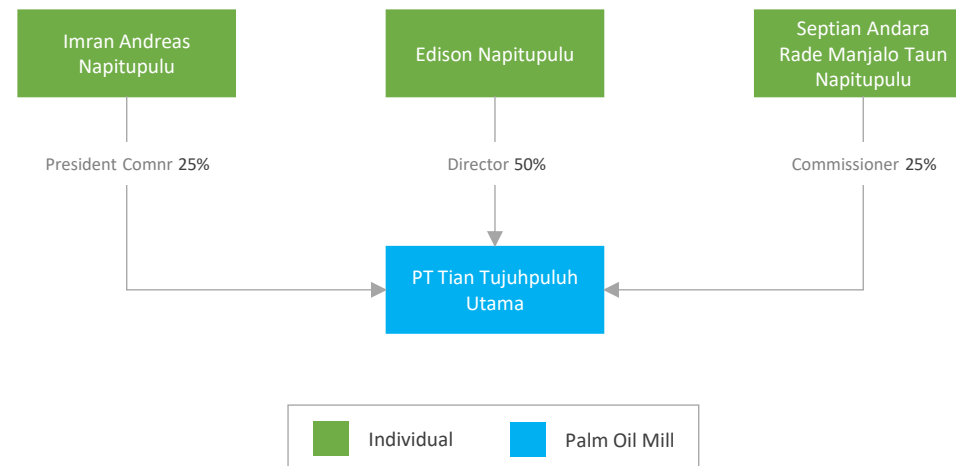 Imran Andreas
Napitupulu
Edison Napitupulu
Septian Andara
Rade Manjalo Taun
Napitupulu
President Comnr 25%
Director 50%
Commissioner 25%
PT Tian Tujuhpuluh
Utama
Individual
Palm Oil Mill